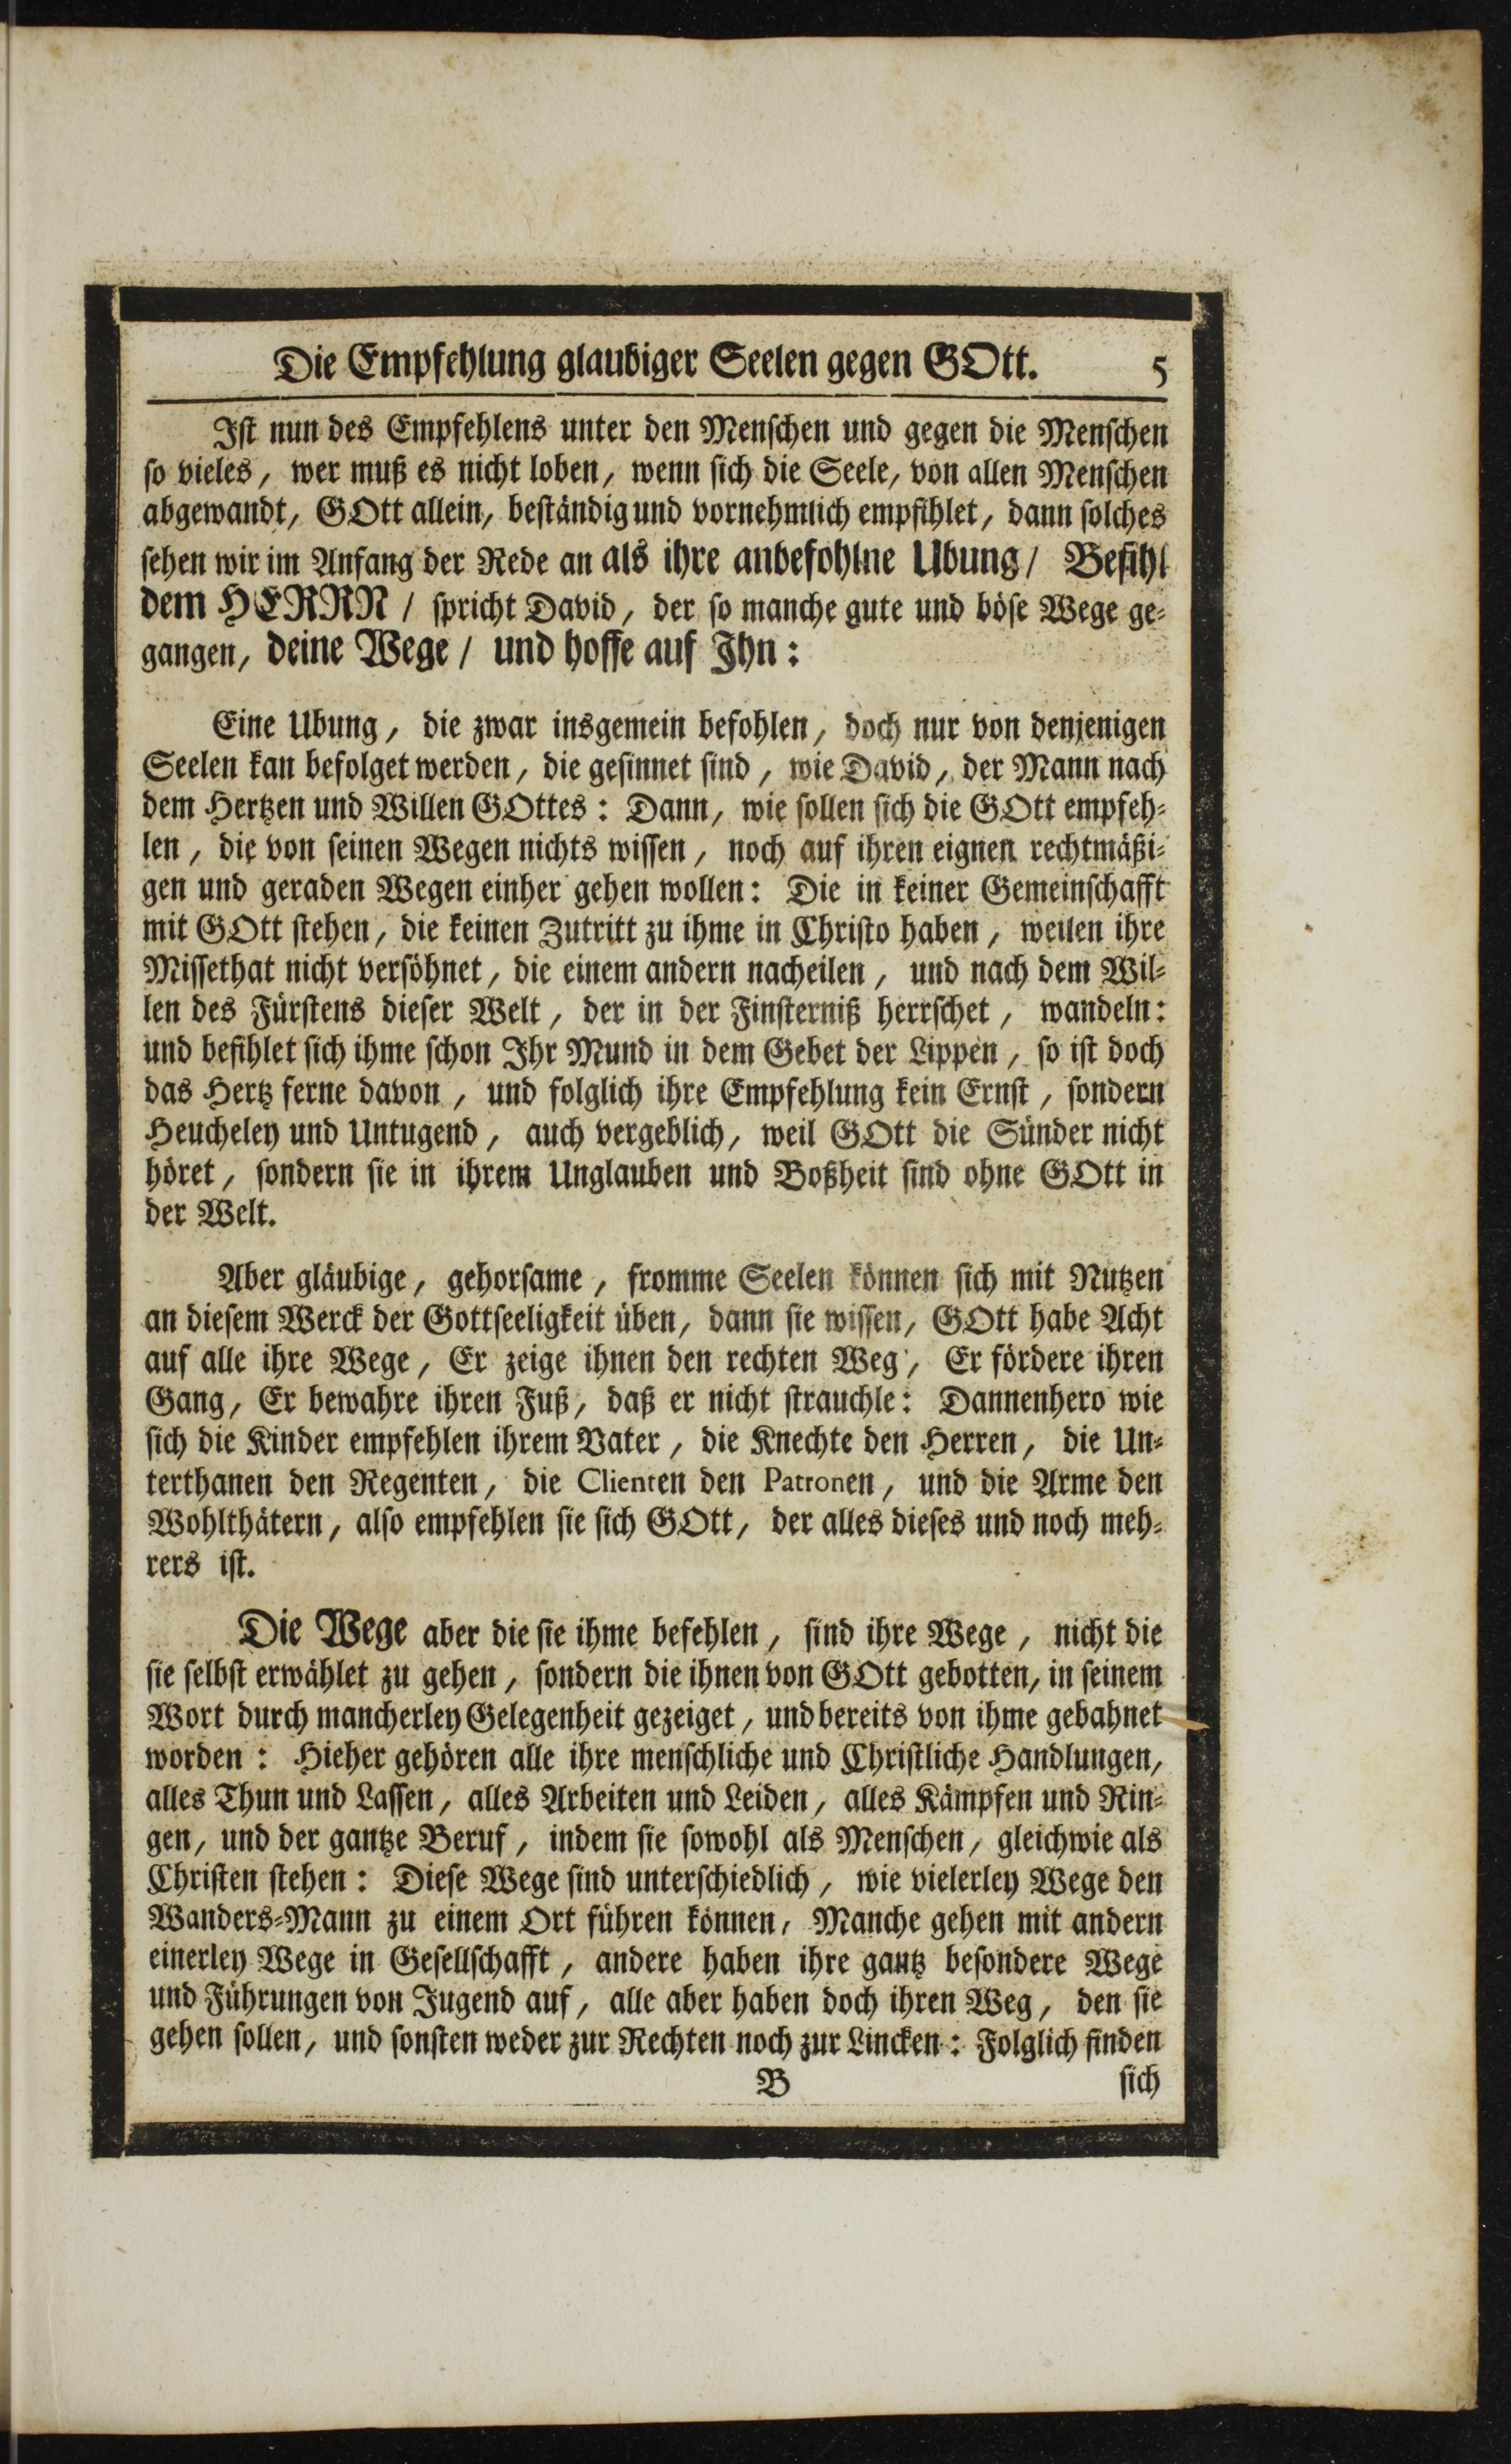 Die Empfehlung glaubiger Seelen gegen GOtt. 5
Ist nun des Empfehlens unter den Menschen und gegen die Menschen
so vieles, wer muß es nicht loben, wenn sich die Seele, von allen Menschen
abgewandt, GOtt allein, beständig und vornehmlich empfihlet, dann solches
sehen wir im Anfang der Rede an als ihre anbefohlne Ubung / Befihl
dem HERRN / spricht David, der so manche gute und böse Wege ge-
gangen, deine Wege / und hoffe auf Ihn:
Eine Ubung, die zwar insgemein befohlen, doch nur von denjenigen
Seelen kan befolget werden, die gesinnet sind, wie David, der Mann nach
dem Hertzen und Willen GOttes: Dann, wie sollen sich die GOtt empfeh-
len, die von seinen Wegen nichts wissen, noch auf ihren eignen rechtmäßi-
gen und geraden Wegen einher gehen wollen: Die in keiner Gemeinschafft
mit GOtt stehen, die keinen Zutritt zu ihme in Christo haben, weilen ihre
Missethat nicht versöhnet, die einem andern nacheilen, und nach dem Wil-
len des Fürstens dieser Welt, der in der Finsterniß herrschet, wandeln:
und befihlet sich ihme schon Ihr Mund in dem Gebet der Lippen, so ist doch
das Hertz ferne davon, und folglich ihre Empfehlung kein Ernst, sondern
Heucheley und Untugend, auch vergeblich, weil GOtt die Sünder nicht
höret, sondern sie in ihrem Unglauben und Boßheit sind ohne GOtt in
der Welt.
Aber gläubige, gehorsame, fromme Seelen können sich mit Nutzen
an diesem Werck der Gottseeligkeit üben, dann sie wissen, GOtt habe Acht
auf alle ihre Wege, Er zeige ihnen den rechten Weg, Er fördere ihren
Gang, Er bewahre ihren Fuß, daß er nicht strauchle: Dannenhero wie
sich die Kinder empfehlen ihrem Vater, die Knechte den Herren, die Un-
terthanen den Regenten, die Clienten den Patronen, und die Arme den
Wohlthätern, also empfehlen sie sich GOtt, der alles dieses und noch meh-
rers ist.
Die Wege aber die sie ihme befehlen, sind ihre Wege, nicht die
sie selbst erwählet zu gehen, sondern die ihnen von GOtt gebotten, in seinem
Wort durch mancherley Gelegenheit gezeiget, und bereits von ihme gebahnet
worden: Hieher gehören alle ihre menschliche und Christliche Handlungen,
alles Thun und Lassen, alles Arbeiten und Leiden, alles Kämpfen und Rin-
gen, und der gantze Beruf, indem sie sowohl als Menschen, gleichwie als
Christen stehen: Diese Wege sind unterschiedlich, wie vielerley Wege den
Wanders-Mann zu einem Ort führen können, Manche gehen mit andern
einerley Wege in Gesellschafft, andere haben ihre gantz besondere Wege
und Führungen von Jugend auf, alle aber haben doch ihren Weg, den sie
gehen sollen, und sonsten weder zur Rechten noch zur Lincken: Folglich finden
B sich